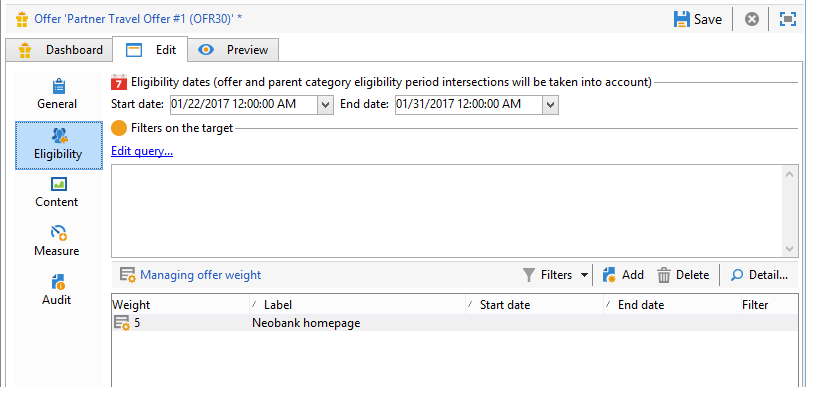 Offer 'Partner Travel Offer #1 (OFR30)' * Save
Dashboard Edit Preview
General
Eligibility
Content
Measure
Audit
7 Eligibility dates (offer and parent category eligibility period intersections will be taken into account)
Start date: 01/22/2017 12:00:00 AM End date: 01/31/2017 12:00:00 AM
Filters on the target
Edit query...
Managing offer weight Filters Add Delete Detail...
Weight Label Start date End date Filter
5 Neobank homepage